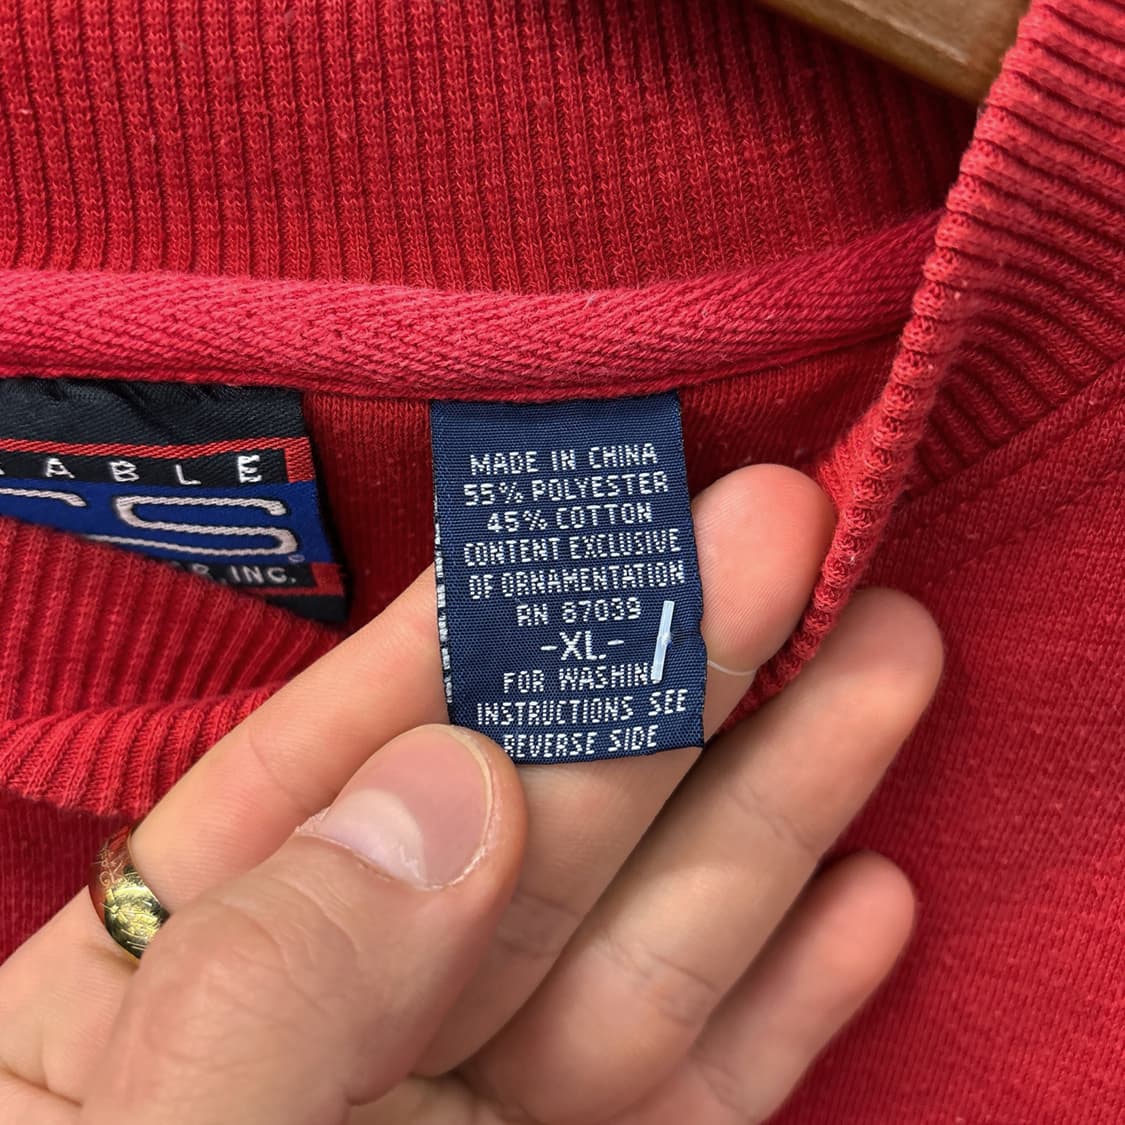 ABLE
S
, INC.
MADE IN CHINA
55% POLYESTER
45% COTTON
CONTENT EXCLUSIVE
OF ORNAMENTATION
RN 87039
-XL-
FOR WASHIN
INSTRUCTIONS SEE
REVERSE SIDE